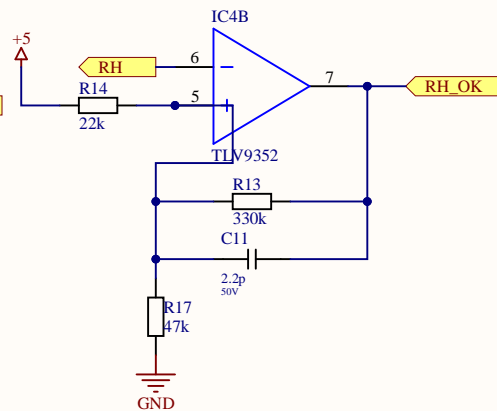 IC4B
+5
RH
6
7
RH_OK
R14
5
22k
TLV9352
R13
330k
C11
2.2p
50V
R17
47k
GND